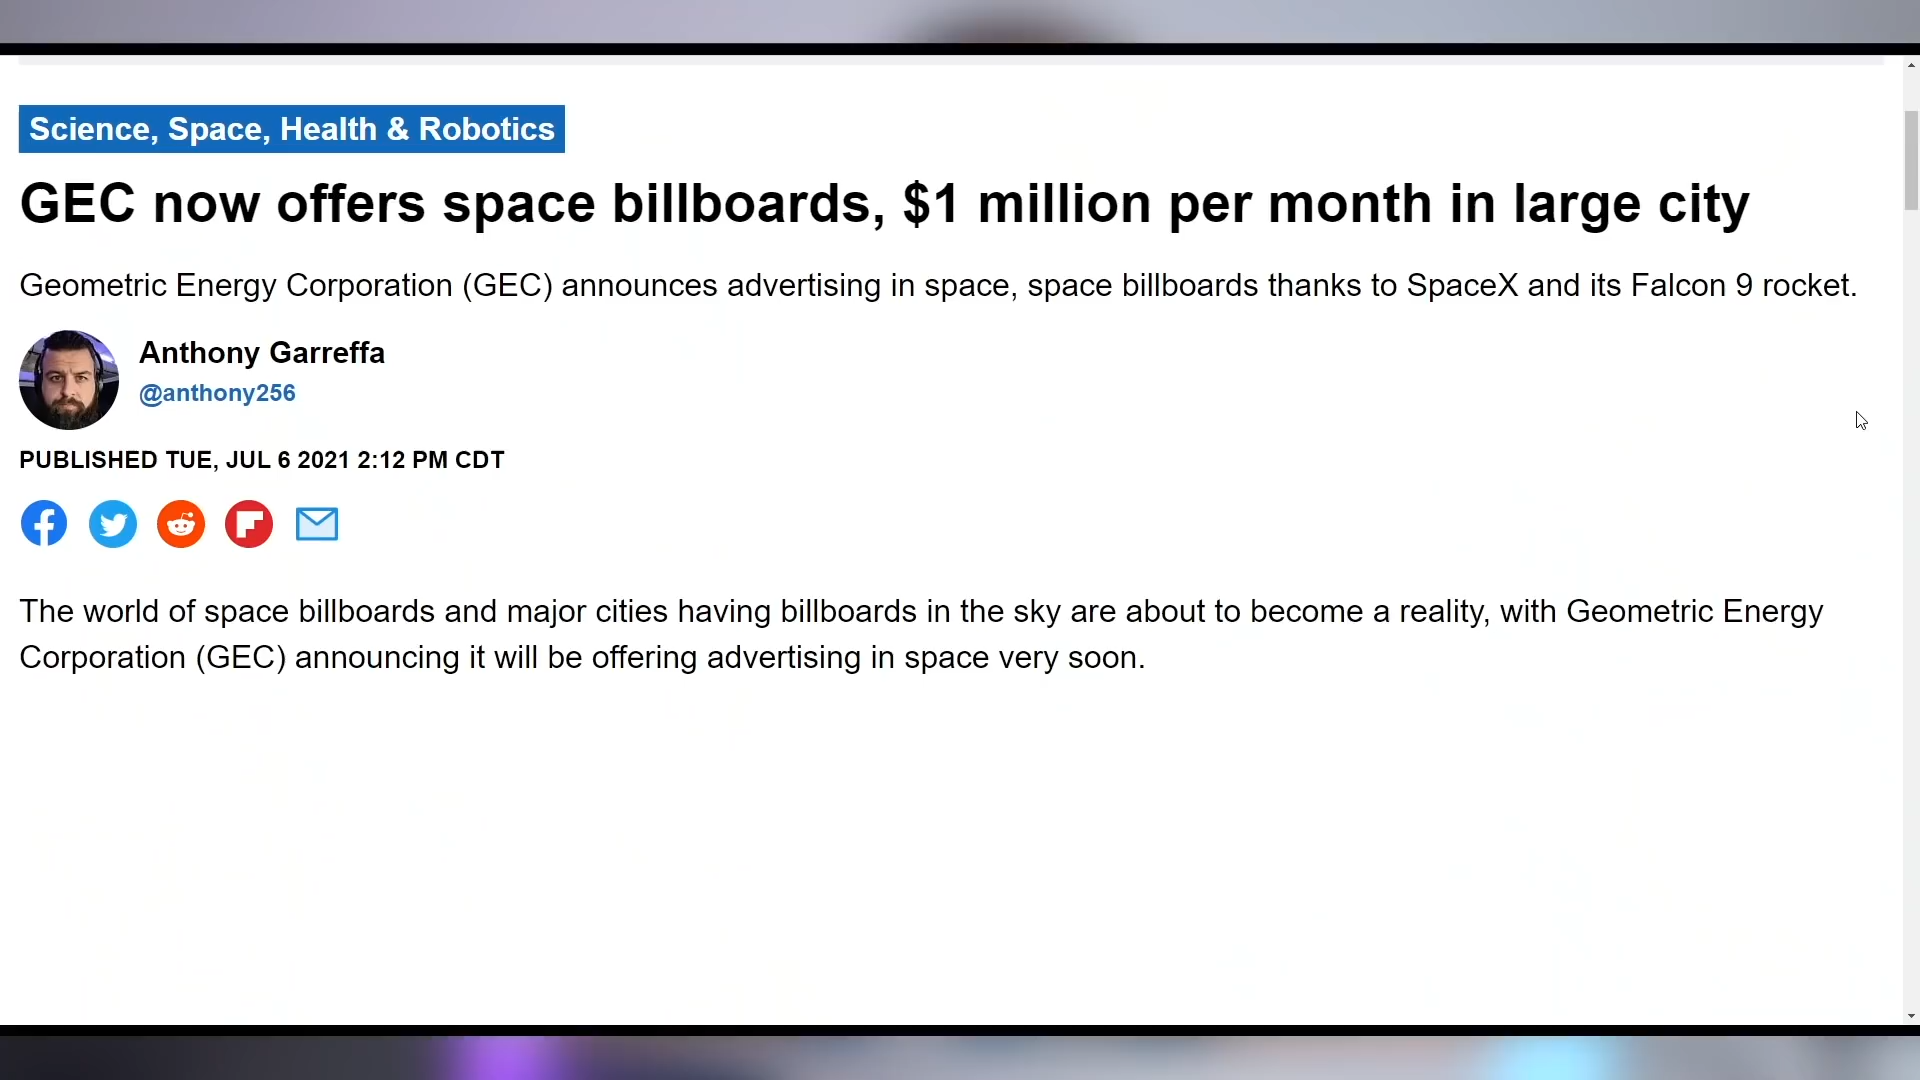 Science, Space, Health & Robotics
GEC now offers space billboards, $1 million per month in large city
Geometric Energy Corporation (GEC) announces advertising in space, space billboards thanks to SpaceX and its Falcon 9 rocket.
Anthony Garreffa
@anthony256
PUBLISHED TUE, JUL 6 2021 2:12 PM CDT
The world of space billboards and major cities having billboards in the sky are about to become a reality, with Geometric Energy
Corporation (GEC) announcing it will be offering advertising in space very soon.